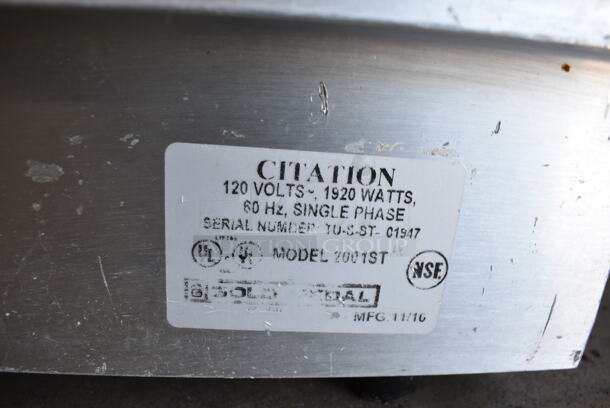 CITATION
120 VOLTS~, 1920 WATTS,
60 Hz, SINGLE PHASE
SERIAL NUMBER TU-S-ST- 01947
UL MODEL 2001ST
NSF
MFG. 11/16